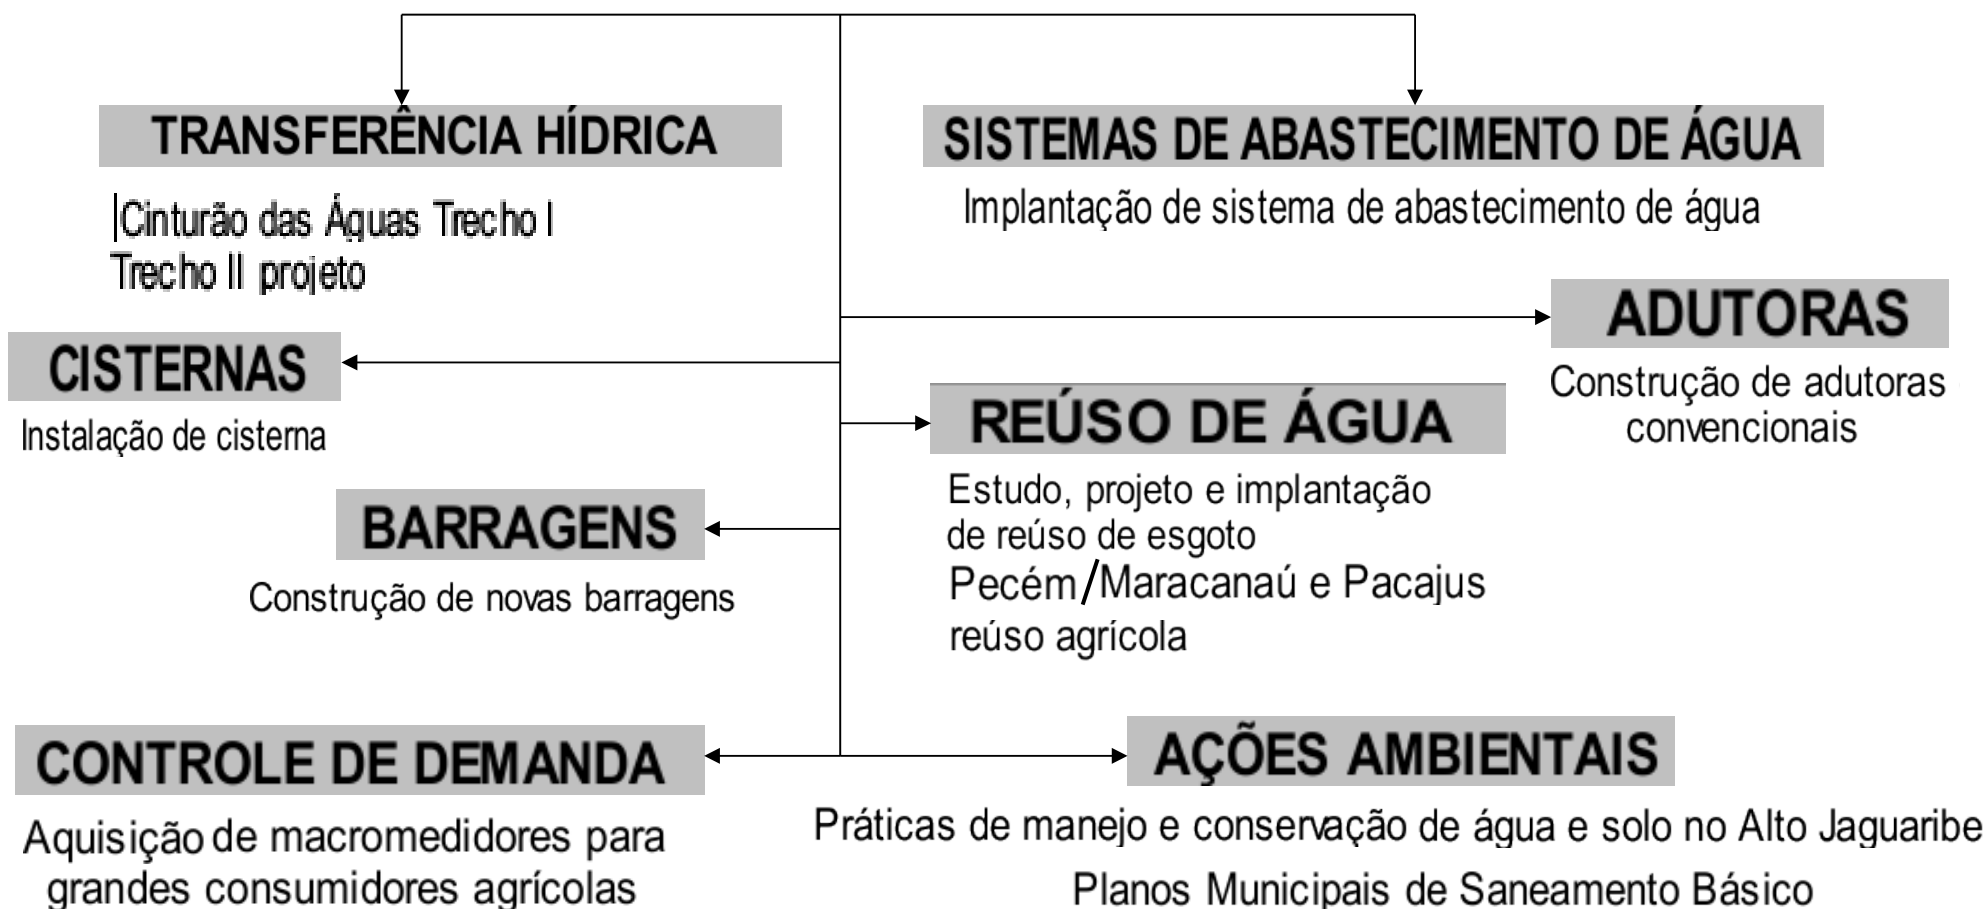 TRANSFERÊNCIA HÍDRICA
Cinturão das Águas Trecho I
Trecho II projeto
SISTEMAS DE ABASTECIMENTO DE ÁGUA
Implantação de sistema de abastecimento de água
ADUTORAS
Construção de adutoras
convencionais
CISTERNAS
Instalação de cisterna
REÚSO DE ÁGUA
Estudo, projeto e implantação
de reúso de esgoto
Pecém/Maracanaú e Pacajus
reúso agrícola
BARRAGENS
Construção de novas barragens
CONTROLE DE DEMANDA
Aquisição de macromedidores para
grandes consumidores agrícolas
AÇÕES AMBIENTAIS
Práticas de manejo e conservação de água e solo no Alto Jaguaribe
Planos Municipais de Saneamento Básico